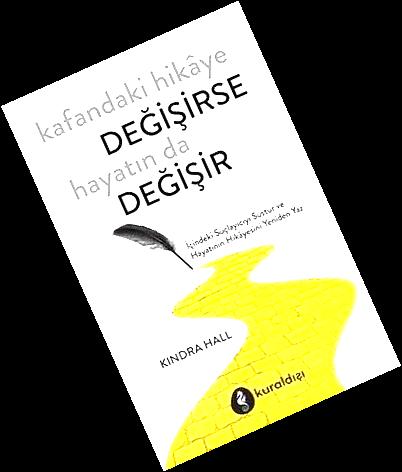 kafandaki hikâye
DEĞİŞİRSE
hayatın da
DEĞİŞİR
İçindeki Suçlayıcıyı Sustur ve
Hayatının Hikâyesini Yeniden Yaz
KINDRA HALL
kuraldışı